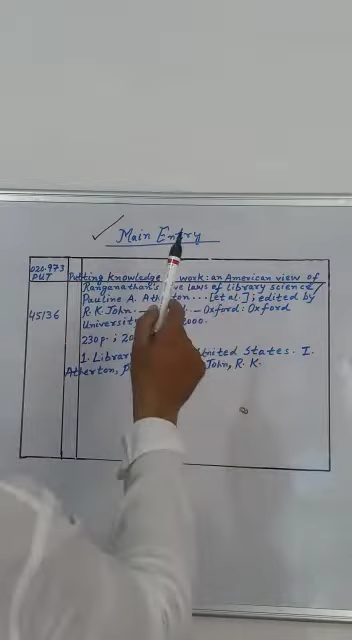 Main Entry
020.973
PUT
Putting Knowledge work: an American view of
Ranganathan's five laws of library science /
Pauline A. ... [et al.]; edited by
R. K. John. — — Oxford: Oxford
45136
University 2000.
230p. ;
1. Library United States. I.
Atherton, John, R. K.